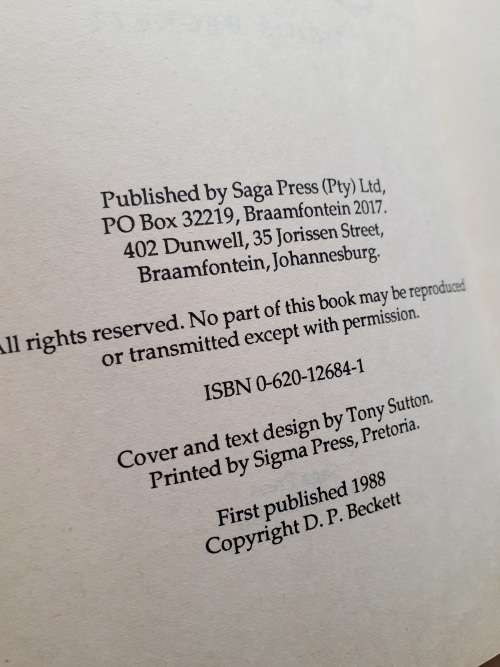 Published by Saga Press (Pty) Ltd,
PO Box 32219, Braamfontein 2017.
402 Dunwell, 35 Jorissen Street,
Braamfontein, Johannesburg.
All rights reserved. No part of this book may be reproduced
or transmitted except with permission.
ISBN 0-620-12684-1
Cover and text design by Tony Sutton.
Printed by Sigma Press, Pretoria.
First published 1988
Copyright D. P. Beckett